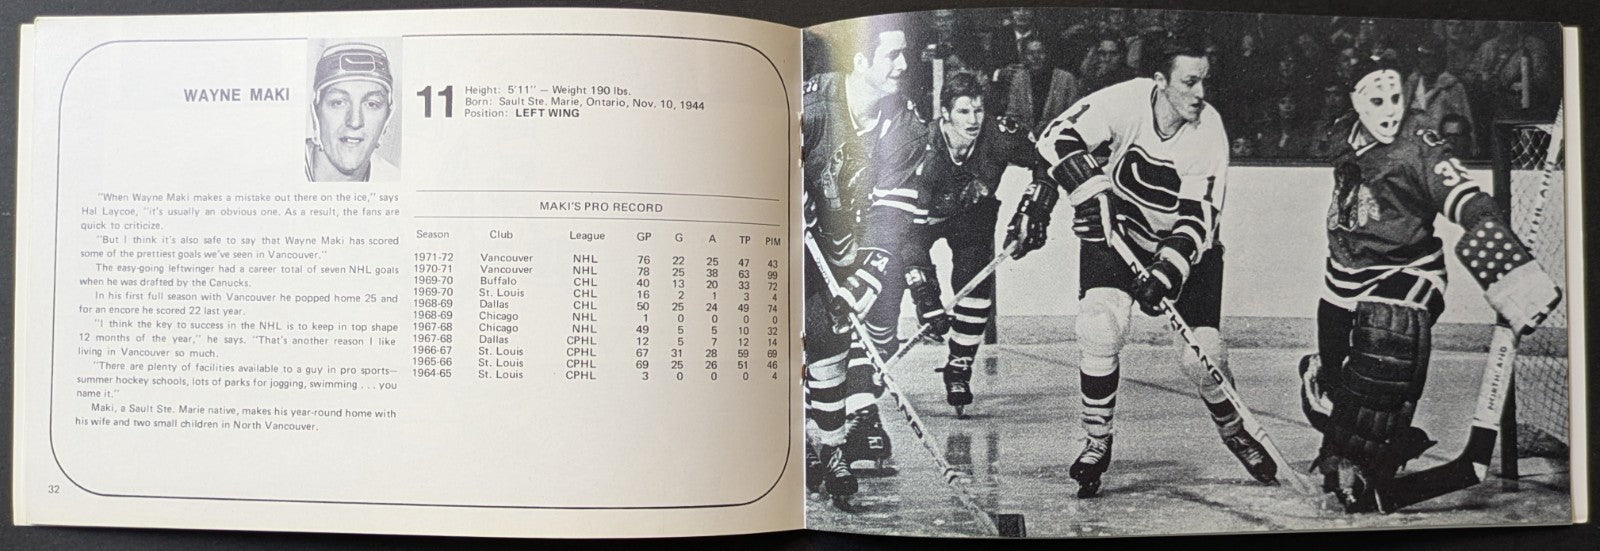 WAYNE MAKI
11
Height: 5'11" — Weight 190 lbs.
Born: Sault Ste. Marie, Ontario, Nov. 10, 1944
Position: LEFT WING
"When Wayne Maki makes a mistake out there on the ice," says
Hal Laycoe, "it's usually an obvious one. As a result, the fans are
quick to criticize.
"But I think it's also safe to say that Wayne Maki has scored
some of the prettiest goals we've seen in Vancouver."
The easy-going leftwinger had a career total of seven NHL goals
when he was drafted by the Canucks.
In his first full season with Vancouver he popped home 25 and
for an encore he scored 22 last year.
"I think the key to success in the NHL is to keep in top shape
12 months of the year," he says. "That's another reason I like
living in Vancouver so much.
"There are plenty of facilities available to a guy in pro sports—
summer hockey schools, lots of parks for jogging, swimming . . . you
name it."
Maki, a Sault Ste. Marie native, makes his year-round home with
his wife and two small children in North Vancouver.
32
MAKI'S PRO RECORD
Season Club League GP G A TP PIM
1971-72 Vancouver NHL 76 22 25 47 43
1970-71 Vancouver NHL 78 25 38 63 99
1969-70 Buffalo CHL 40 13 20 33 72
1969-70 St. Louis CHL 16 2 1 3 4
1968-69 Dallas CHL 50 25 24 49 74
1968-69 Chicago NHL 1 0 0 0 0
1967-68 Chicago NHL 49 5 5 10 32
1967-68 Dallas CPHL 12 5 7 12 14
1966-67 St. Louis CPHL 67 31 28 59 69
1965-66 St. Louis CPHL 69 25 26 51 46
1964-65 St. Louis CPHL 3 0 0 0 4
11
NORTHLAND